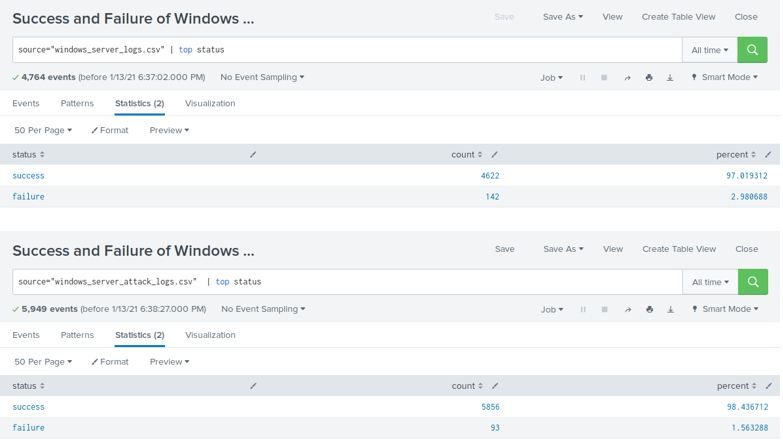 Success and Failure of Windows ...
Save Save As View Create Table View Close
source="windows_server_logs.csv" | top status
All time
4,764 events (before 1/13/21 6:37:02.000 PM) No Event Sampling
Job Smart Mode
Events Patterns Statistics (2) Visualization
50 Per Page Format Preview
status count percent
success 4622 97.019312
failure 142 2.980688
Success and Failure of Windows ...
Save Save As View Create Table View Close
source="windows_server_attack_logs.csv" | top status
All time
5,949 events (before 1/13/21 6:38:27.000 PM) No Event Sampling
Job Smart Mode
Events Patterns Statistics (2) Visualization
50 Per Page Format Preview
status count percent
success 5856 98.436712
failure 93 1.563288